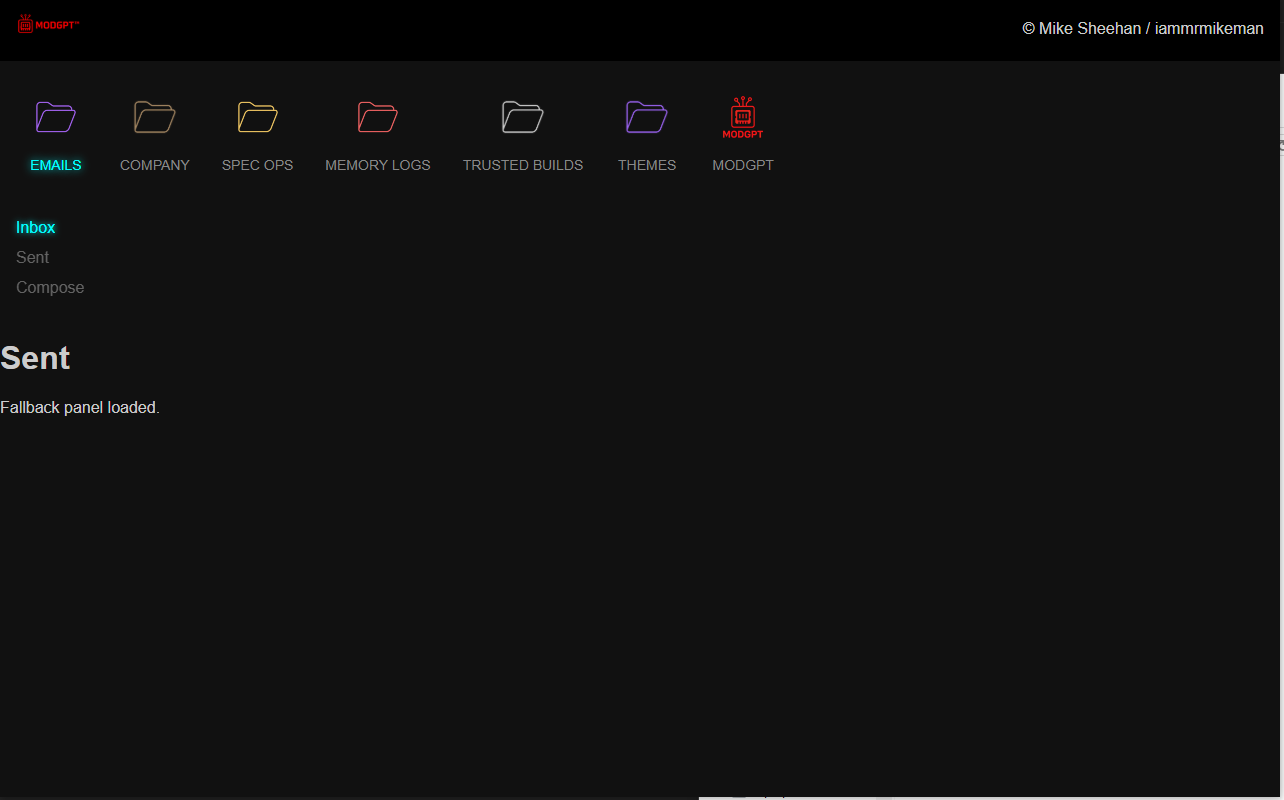 MODGPT™
© Mike Sheehan / iammrmikeman
MODGPT
EMAILS COMPANY SPEC OPS MEMORY LOGS TRUSTED BUILDS THEMES MODGPT
Inbox
Sent
Compose
Sent
Fallback panel loaded.